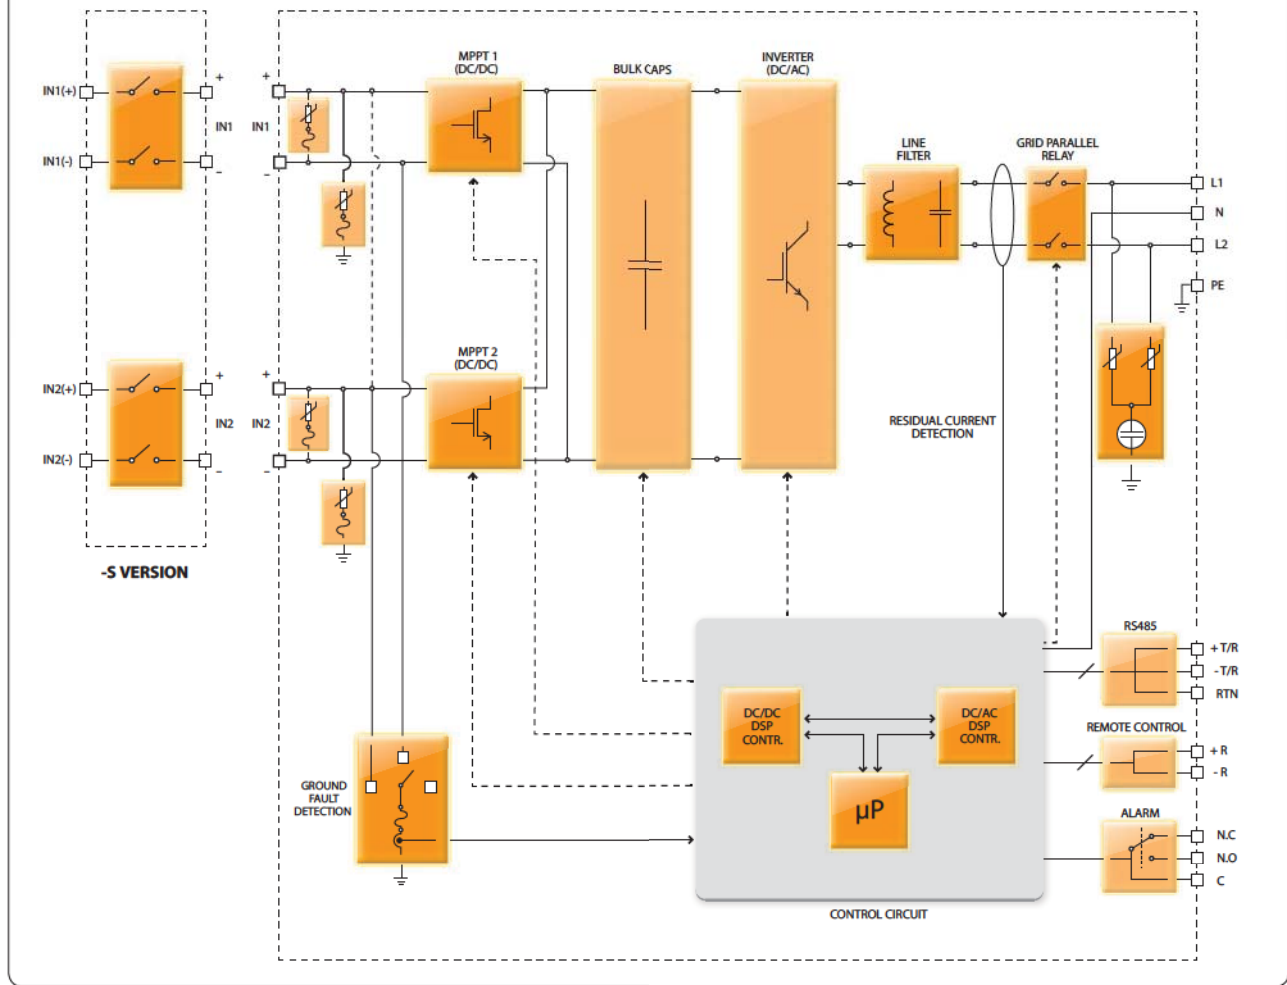 IN1(+)
IN1(-)
+
IN1
-
+
IN1
-
IN2(+)
IN2(-)
+
IN2
-
+
IN2
-
-S VERSION
MPPT 1
(DC/DC)
MPPT 2
(DC/DC)
BULK CAPS
INVERTER
(DC/AC)
LINE
FILTER
GRID PARALLEL
RELAY
L1
N
L2
PE
RESIDUAL CURRENT
DETECTION
GROUND
FAULT
DETECTION
DC/DC
DSP
CONTR.
DC/AC
DSP
CONTR.
μP
CONTROL CIRCUIT
RS485
+ T/R
- T/R
RTN
REMOTE CONTROL
+ R
- R
ALARM
N.C
N.O
C